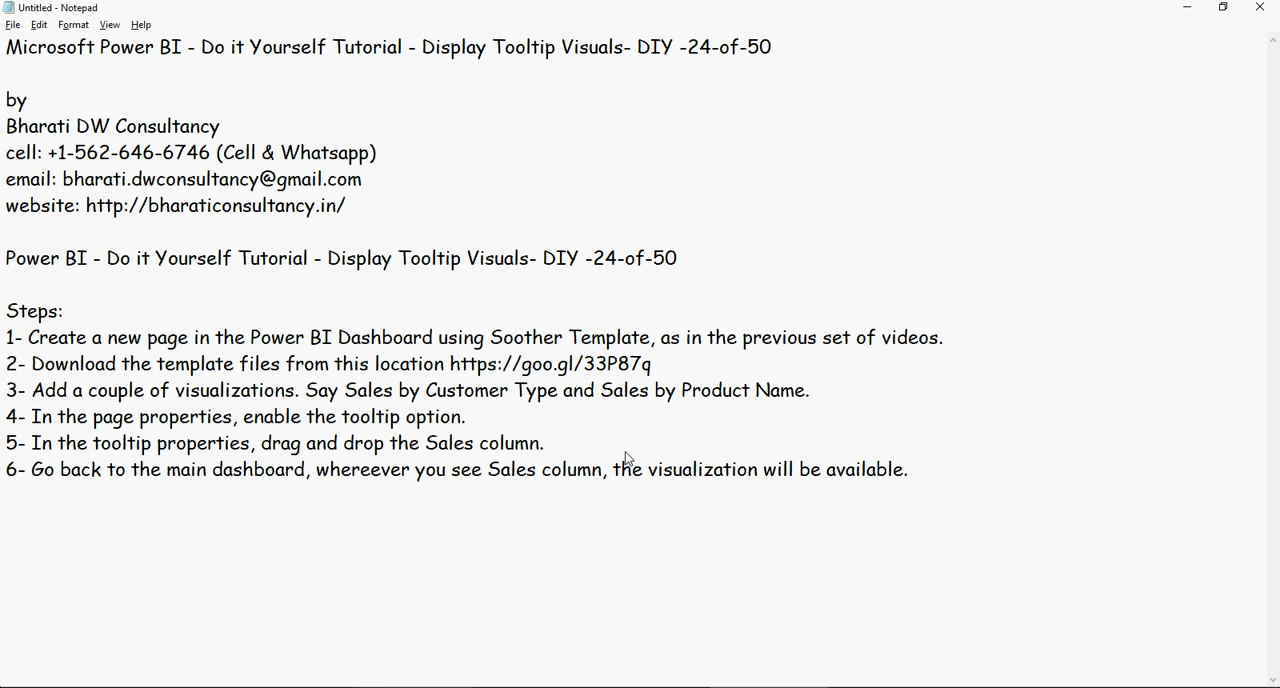 Untitled - Notepad
File Edit Format View Help
Microsoft Power BI - Do it Yourself Tutorial - Display Tooltip Visuals- DIY -24-of-50
by
Bharati DW Consultancy
cell: +1-562-646-6746 (Cell & Whatsapp)
email: bharati.dwconsultancy@gmail.com
website: http://bharaticonsultancy.in/
Power BI - Do it Yourself Tutorial - Display Tooltip Visuals- DIY -24-of-50
Steps:
1- Create a new page in the Power BI Dashboard using Soother Template, as in the previous set of videos.
2- Download the template files from this location https://goo.gl/33P87q
3- Add a couple of visualizations. Say Sales by Customer Type and Sales by Product Name.
4- In the page properties, enable the tooltip option.
5- In the tooltip properties, drag and drop the Sales column.
6- Go back to the main dashboard, whereever you see Sales column, the visualization will be available.